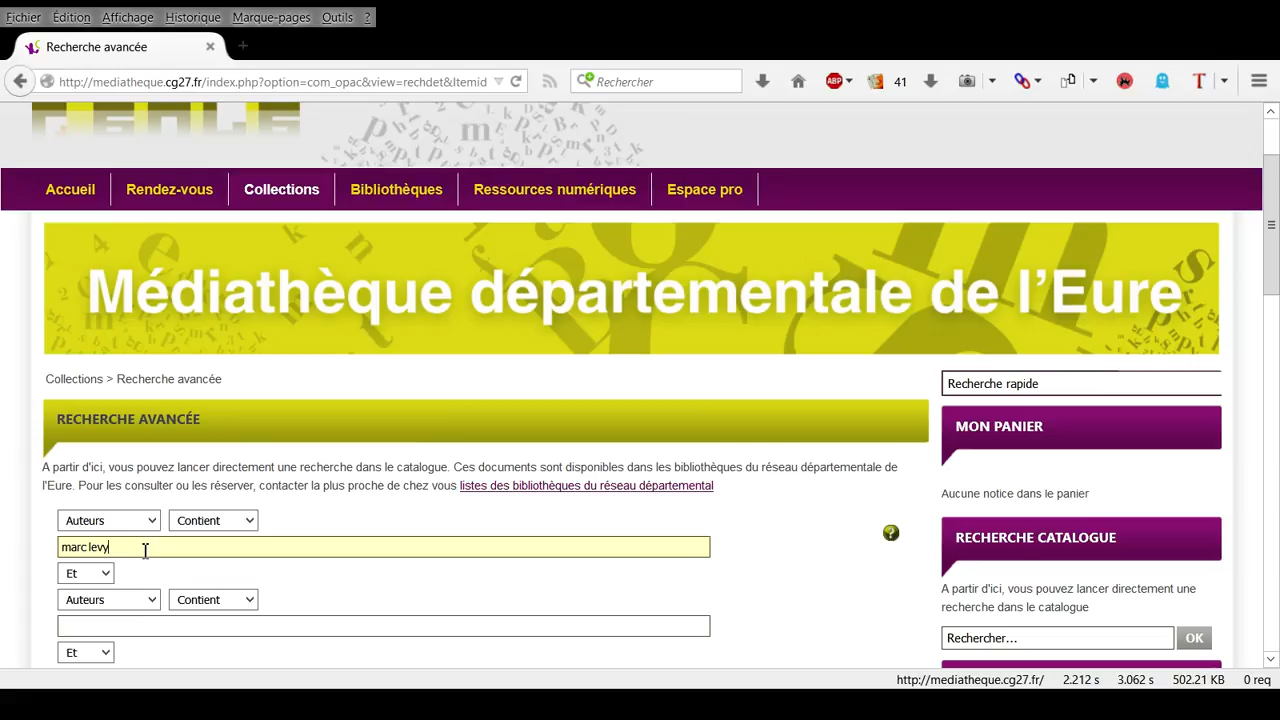 Fichier Édition Affichage Historique Marque-pages Outils ?
Recherche avancée
http://mediatheque.cg27.fr/index.php?option=com_opac&view=rechdet&Itemid
Rechercher
ABP
41
T
Accueil Rendez-vous Collections Bibliothèques Ressources numériques Espace pro
Médiathèque départementale de l'Eure
Collections > Recherche avancée
RECHERCHE AVANCÉE
A partir d'ici, vous pouvez lancer directement une recherche dans le catalogue. Ces documents sont disponibles dans les bibliothèques du réseau départementale de
l'Eure. Pour les consulter ou les réserver, contacter la plus proche de chez vous listes des bibliothèques du réseau départemental
Auteurs Contient
marc levy
Et
Auteurs Contient
Et
Recherche rapide
MON PANIER
Aucune notice dans le panier
RECHERCHE CATALOGUE
A partir d'ici, vous pouvez lancer directement une
recherche dans le catalogue
Rechercher... OK
http://mediatheque.cg27.fr/ 2.212 s 3.062 s 502.21 KB 0 req